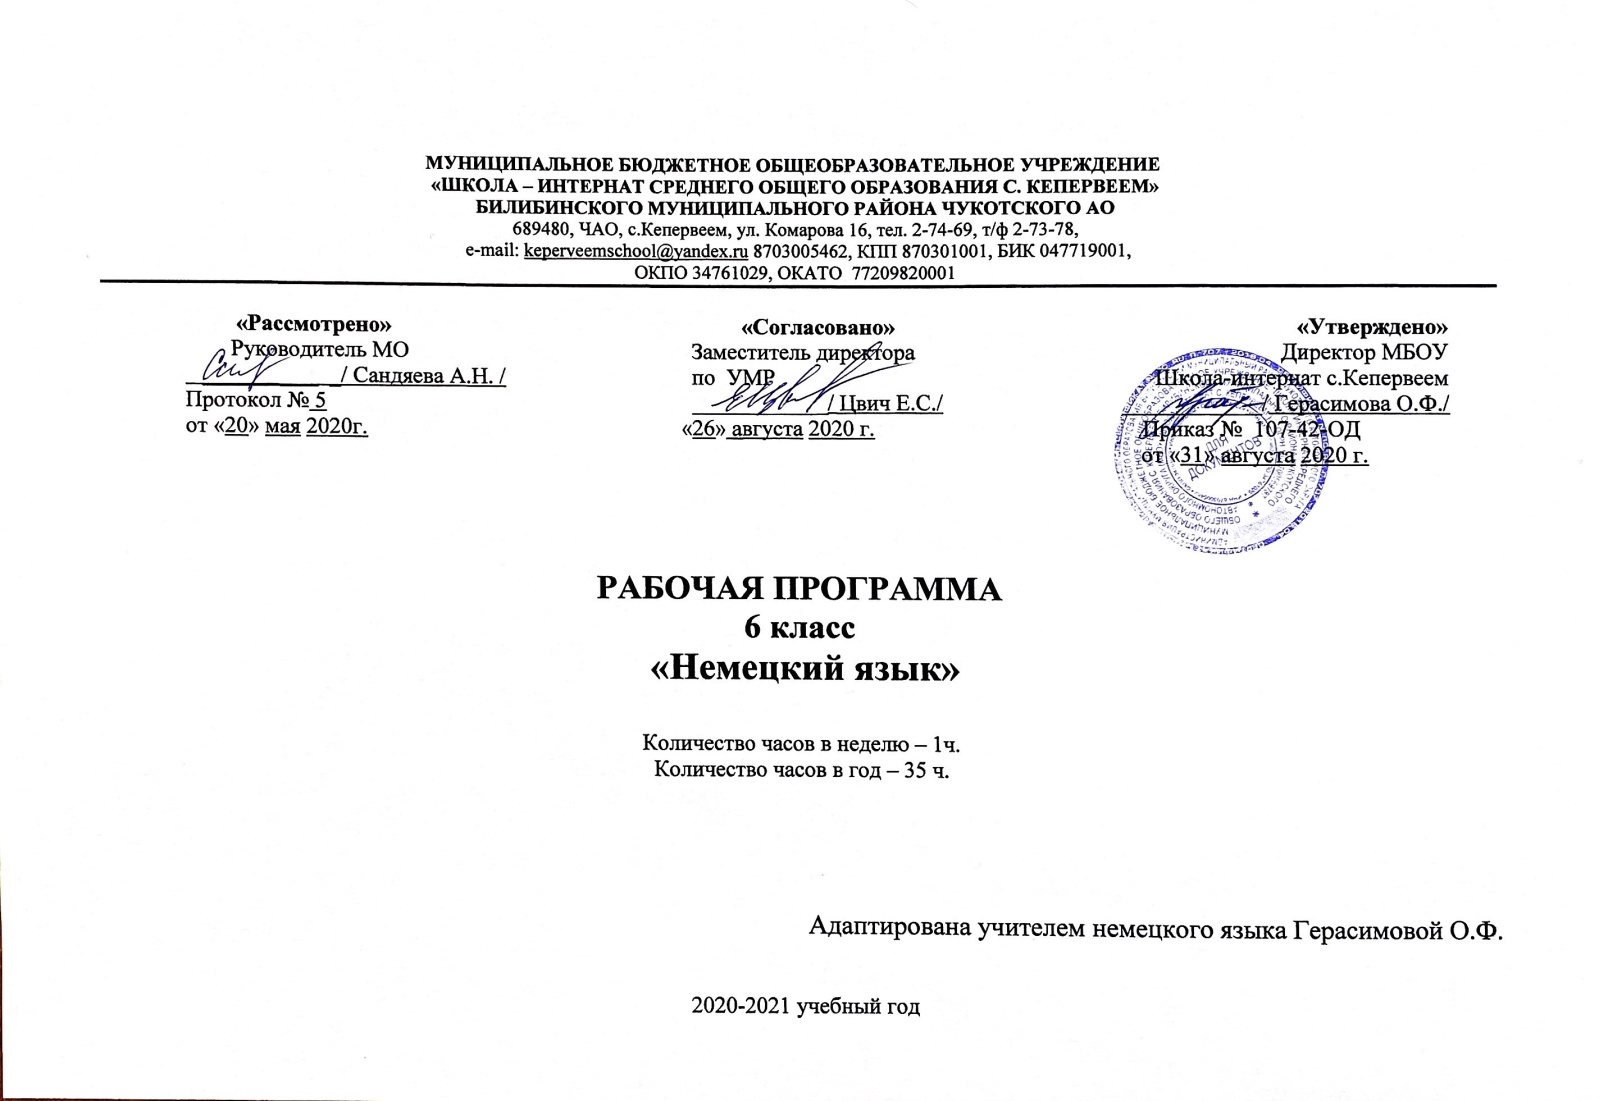 МУНИЦИПАЛЬНОЕ БЮДЖЕТНОЕ ОБЩЕОБРАЗОВАТЕЛЬНОЕ УЧРЕЖДЕНИЕ
«ШКОЛА – ИНТЕРНАТ СРЕДНЕГО ОБЩЕГО ОБРАЗОВАНИЯ С. КЕПЕРВЕЕМ»
БИЛИБИНСКОГО МУНИЦИПАЛЬНОГО РАЙОНА ЧУКОТСКОГО АО
689480, ЧАО, с.Кепервеем, ул. Комарова 16, тел. 2-74-69, т/ф 2-73-78,
e-mail: keperveemschool@yandex.ru 8703005462, КПП 870301001, БИК 047719001,
ОКПО 34761029, ОКАТО 77209820001
«Рассмотрено»
Руководитель МО
/ Сандяева А.Н. /
Протокол № 5
от «20» мая 2020г.
«Согласовано»
Заместитель директора
по УМР
/ Цвич Е.С./
«26» августа 2020 г.
«Утверждено»
Директор МБОУ
Школа-интернат с.Кепервеем
/ Герасимова О.Ф./
Приказ № 107-42-ОД
от «31» августа 2020 г.
ДЛЯ
ДОКУМЕНТОВ
РАБОЧАЯ ПРОГРАММА
6 класс
«Немецкий язык»
Количество часов в неделю – 1ч.
Количество часов в год – 35 ч.
Адаптирована учителем немецкого языка Герасимовой О.Ф.
2020-2021 учебный год